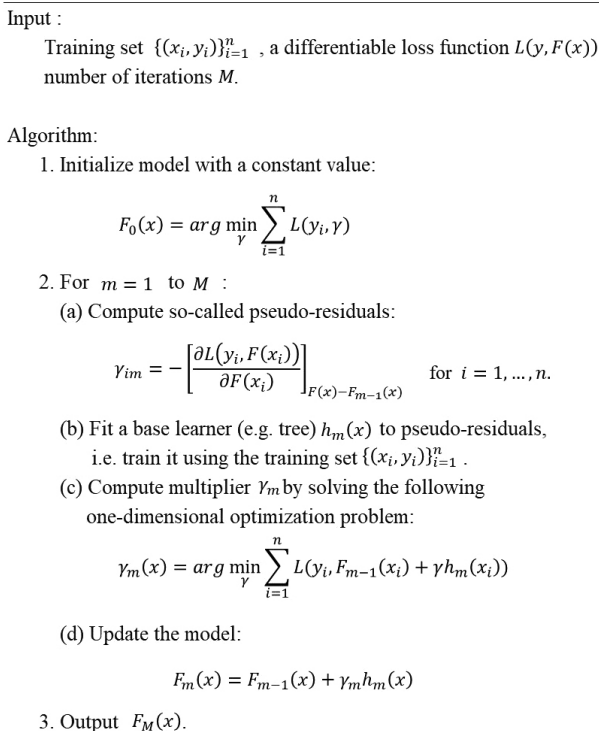 Input :
Training set {(xᵢ, yᵢ)}ⁿᵢ₌₁ , a differentiable loss function L(y, F(x))
number of iterations M.
Algorithm:
1. Initialize model with a constant value:
F₀(x) = arg min_γ ∑ⁿᵢ₌₁ L(yᵢ, γ)
2. For m = 1 to M :
(a) Compute so-called pseudo-residuals:
γᵢₘ = −[∂L(yᵢ, F(xᵢ)) / ∂F(xᵢ)]_F(x)−Fₘ₋₁(x) for i = 1, ..., n.
(b) Fit a base learner (e.g. tree) hₘ(x) to pseudo-residuals,
i.e. train it using the training set {(xᵢ, yᵢ)}ⁿᵢ₌₁ .
(c) Compute multiplier γₘ by solving the following
one-dimensional optimization problem:
γₘ(x) = arg min_γ ∑ⁿᵢ₌₁ L(yᵢ, Fₘ₋₁(xᵢ) + γhₘ(xᵢ))
(d) Update the model:
Fₘ(x) = Fₘ₋₁(x) + γₘhₘ(x)
3. Output F_M(x).